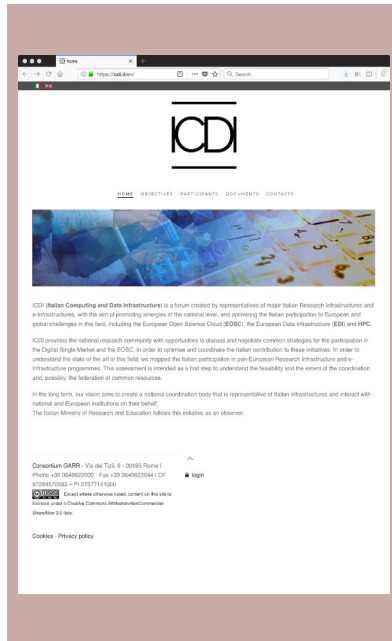 Home
https://icdi.it/en/
Search
ICDI
HOME OBJECTIVES PARTICIPANTS DOCUMENTS CONTACTS
ICDI (Italian Computing and Data Infrastructure) is a forum created by representatives of major Italian Research Infrastructures and
e-Infrastructures, with the aim of promoting sinergies at the national level, and optimising the Italian participation to European and
global challenges in this field, including the European Open Science Cloud (EOSC), the European Data Infrastructure (EDI) and HPC.
ICDI provides the national research community with opportunities to discuss and negotiate common strategies for the participation in
the Digital Single Market and the EOSC. In order to optimise and coordinate the Italian contribution to these initiatives, in order to
understand the state of the art in this field, we mapped the Italian participation in pan-European Research Infrastructure and e-
Infrastructure programmes. This assessment is intended as a first step to understand the feasibility and the extent of the coordination
and, possibly, the federation of common resources.
In the long term, our vision aims to create a national coordination body that is representative of Italian infrastructures and interact with
national and European institutions on their behalf.
The Italian Ministry of Research and Education follows this initiative as an observer.
Consortium GARR - Via dei Tizii, 6 - 00185 Roma I
Phone +39 0649622000 - Fax +39 0649622044 I CF
97284570583 – PI 07577141000
Except where otherwise noted, content on this site is
licensed under a Creative Commons Attribution-NonCommercial-
ShareAlike 3.0 Italy.
login
Cookies - Privacy policy